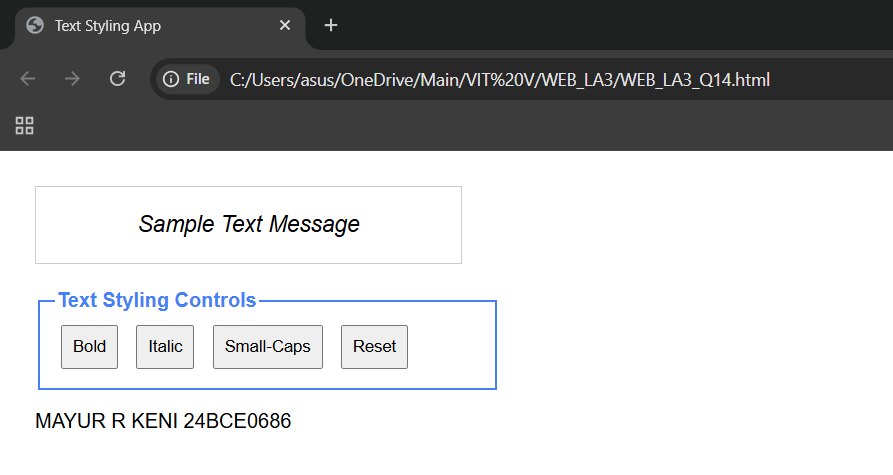 Text Styling App
File C:/Users/asus/OneDrive/Main/VIT%20V/WEB_LA3/WEB_LA3_Q14.html
Sample Text Message
Text Styling Controls
Bold Italic Small-Caps Reset
MAYUR R KENI 24BCE0686